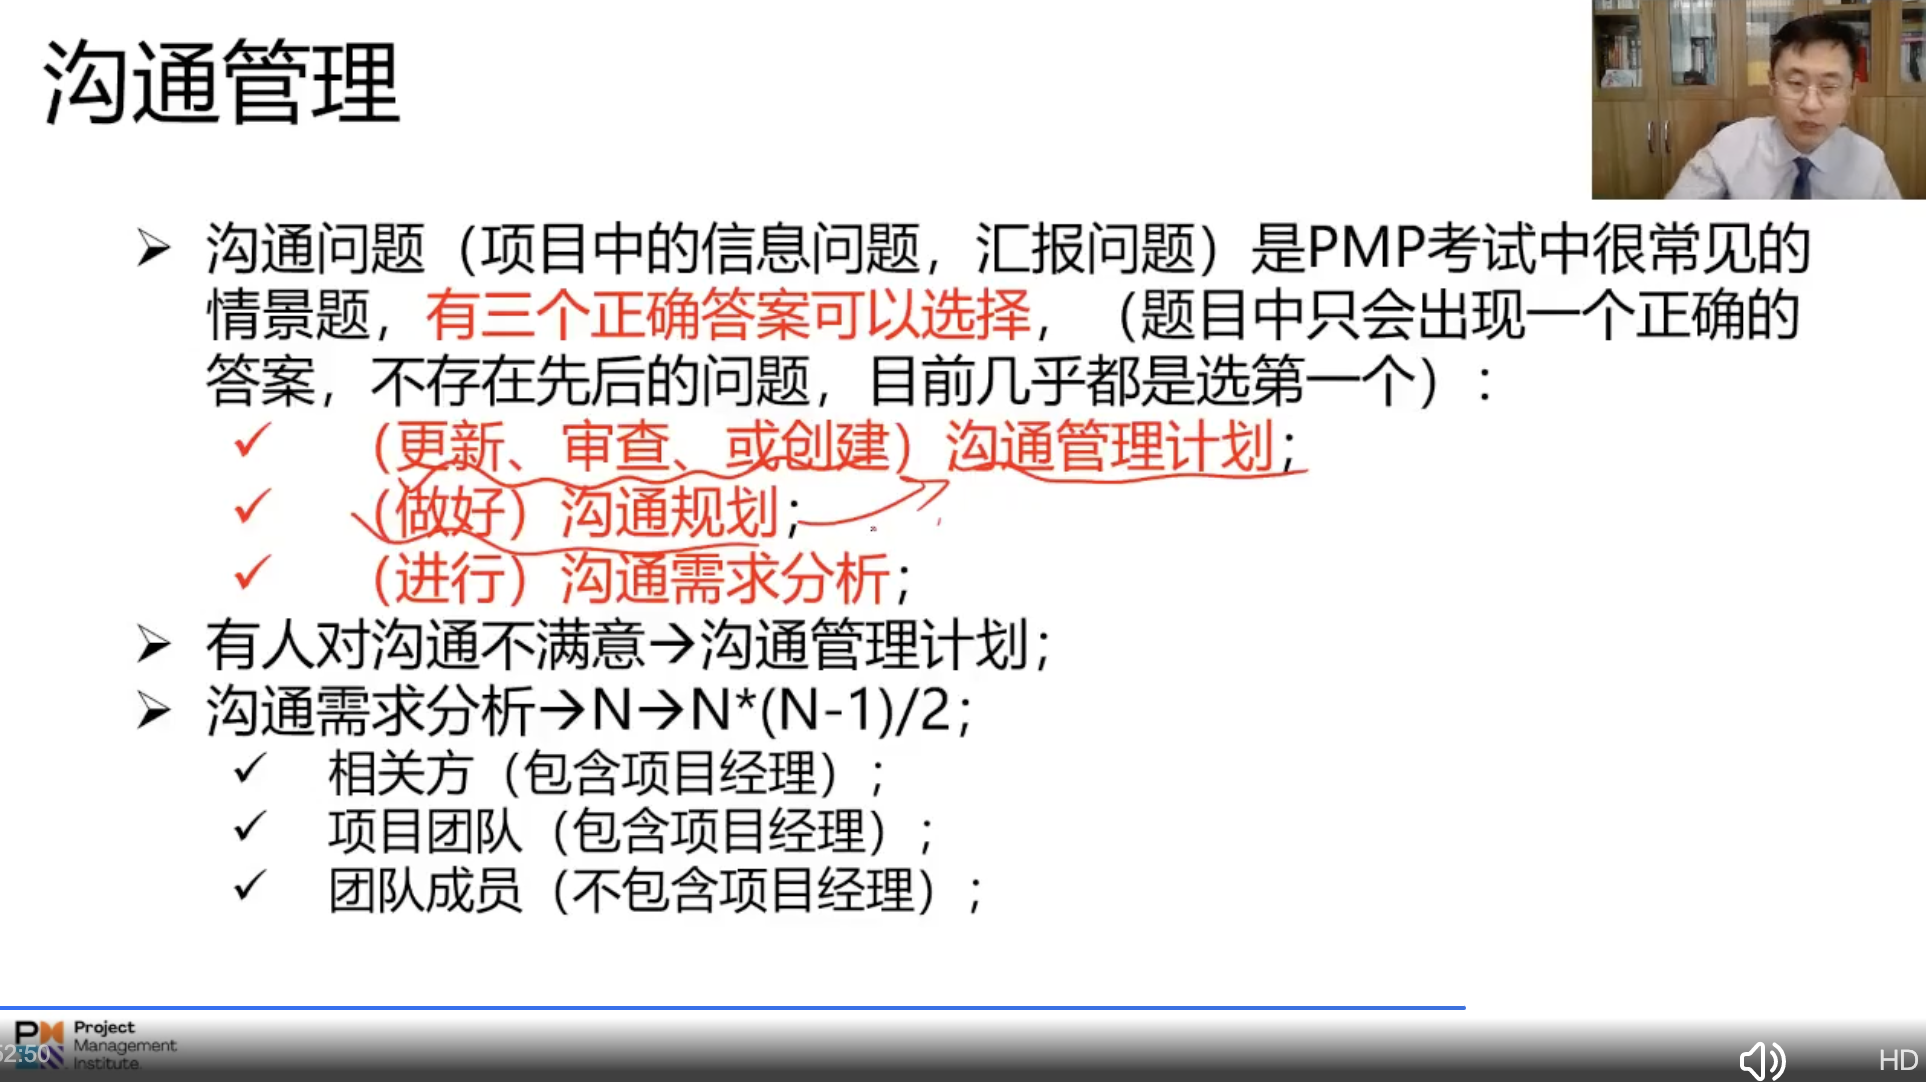 沟通管理
沟通问题（项目中的信息问题，汇报问题）是PMP考试中很常见的
情景题，有三个正确答案可以选择，（题目中只会出现一个正确的
答案，不存在先后的问题，目前几乎都是选第一个）：
（更新、审查、或创建）沟通管理计划；
（做好）沟通规划；
（进行）沟通需求分析；
有人对沟通不满意→沟通管理计划；
沟通需求分析→N→N*(N-1)/2；
相关方（包含项目经理）；
项目团队（包含项目经理）；
团队成员（不包含项目经理）；
Project
Management
Institute.
52:50
HD